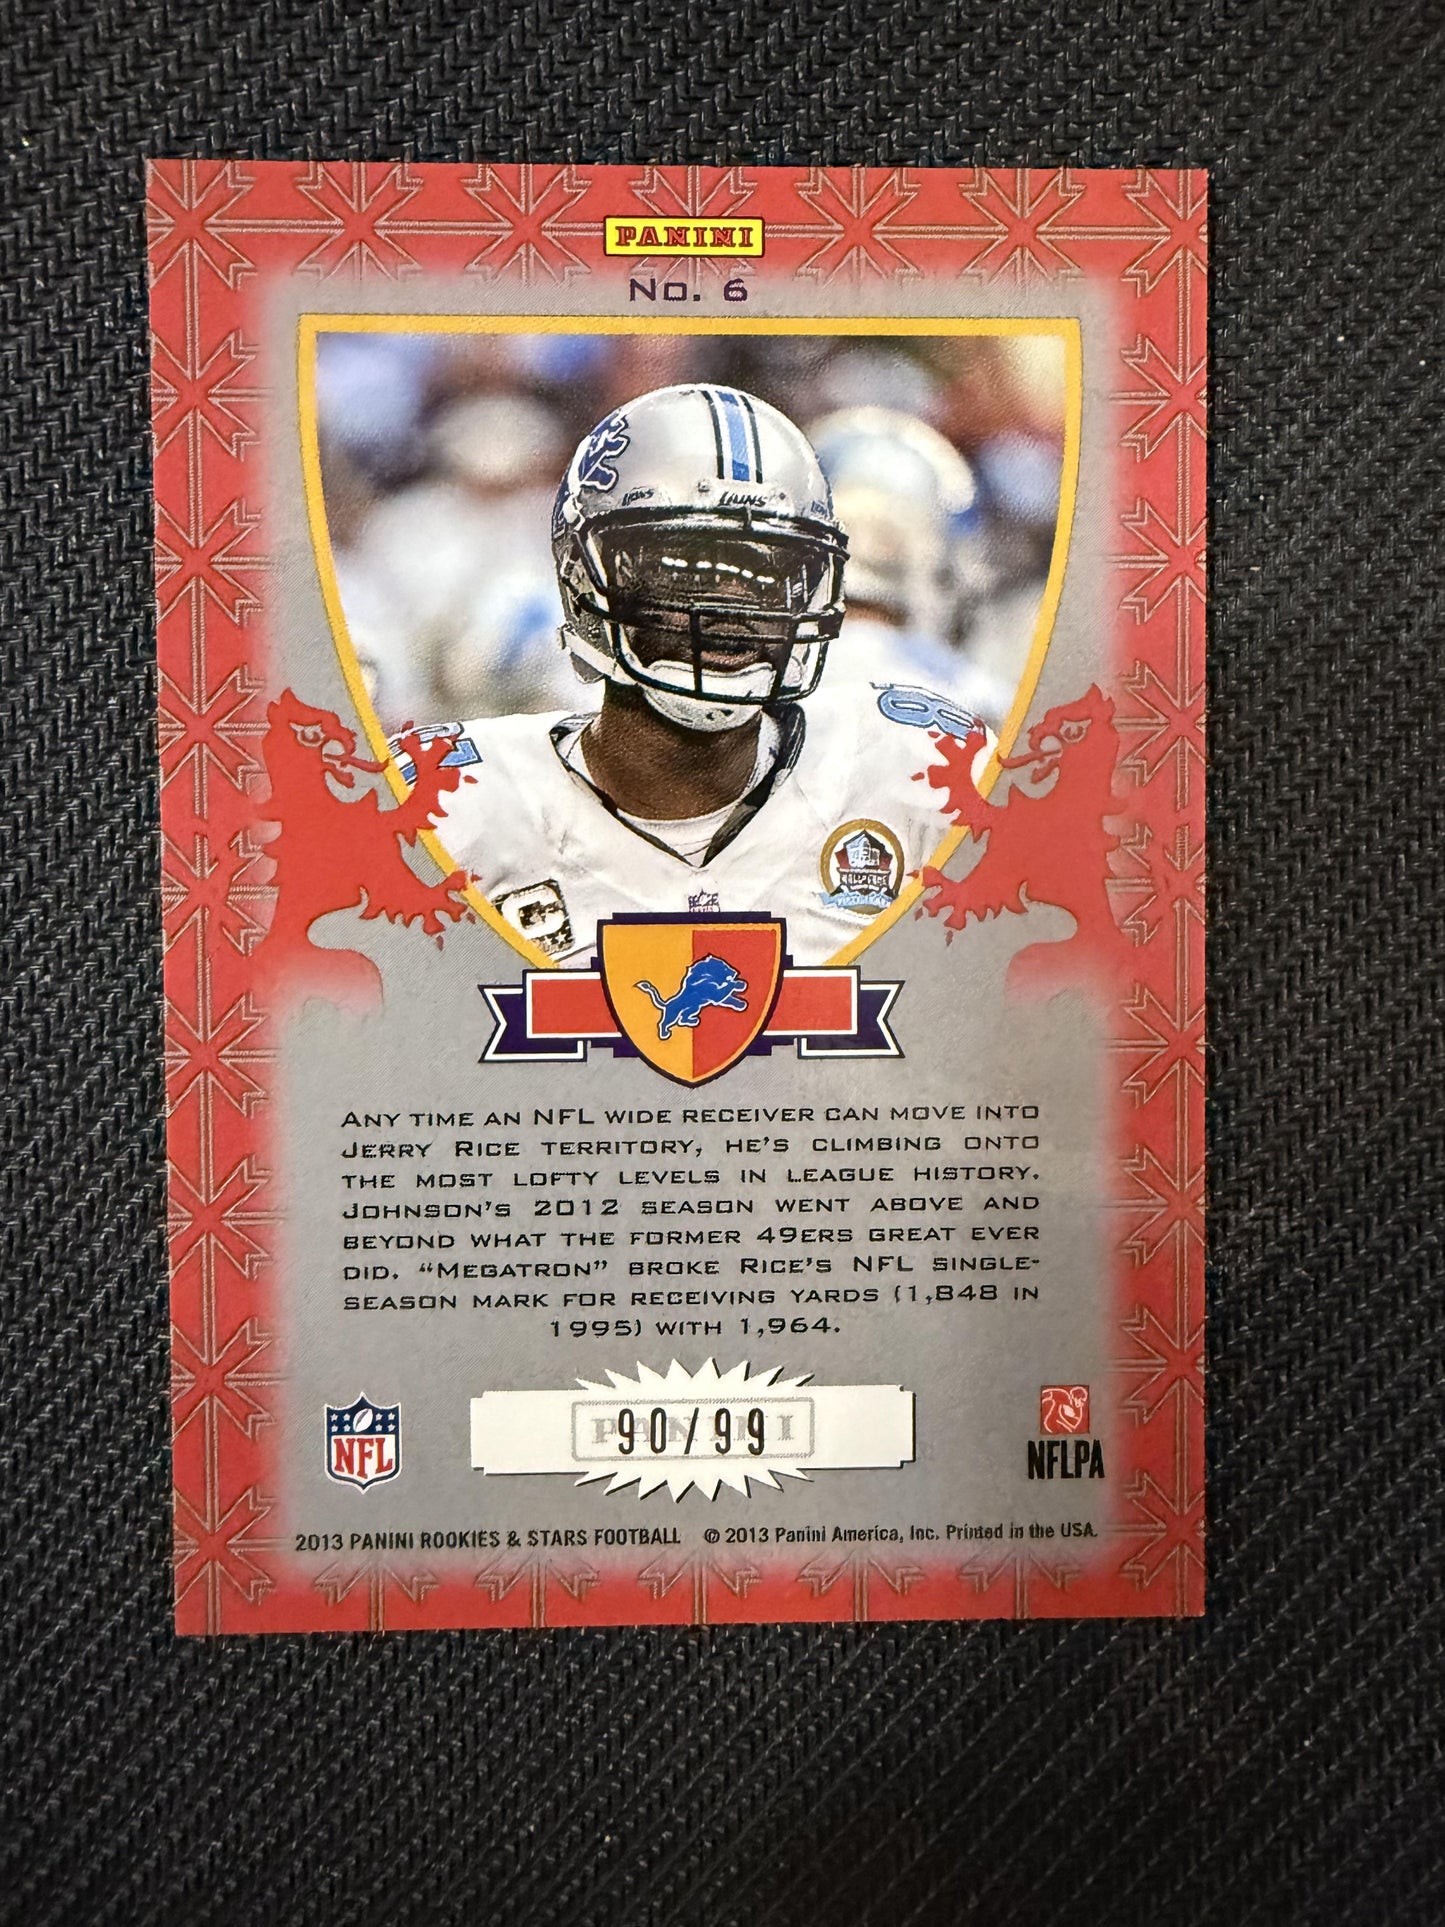 PANINI
No. 6
LIONS
8
ANY TIME AN NFL WIDE RECEIVER CAN MOVE INTO
JERRY RICE TERRITORY, HE'S CLIMBING ONTO
THE MOST LOFTY LEVELS IN LEAGUE HISTORY.
JOHNSON'S 2012 SEASON WENT ABOVE AND
BEYOND WHAT THE FORMER 49ERS GREAT EVER
DID. “MEGATRON” BROKE RICE'S NFL SINGLE-
SEASON MARK FOR RECEIVING YARDS (1,848 IN
1995) WITH 1,964.
NFL
PANINI
90/99
NFLPA
2013 PANINI ROOKIES & STARS FOOTBALL © 2013 Panini America, Inc. Printed in the USA.